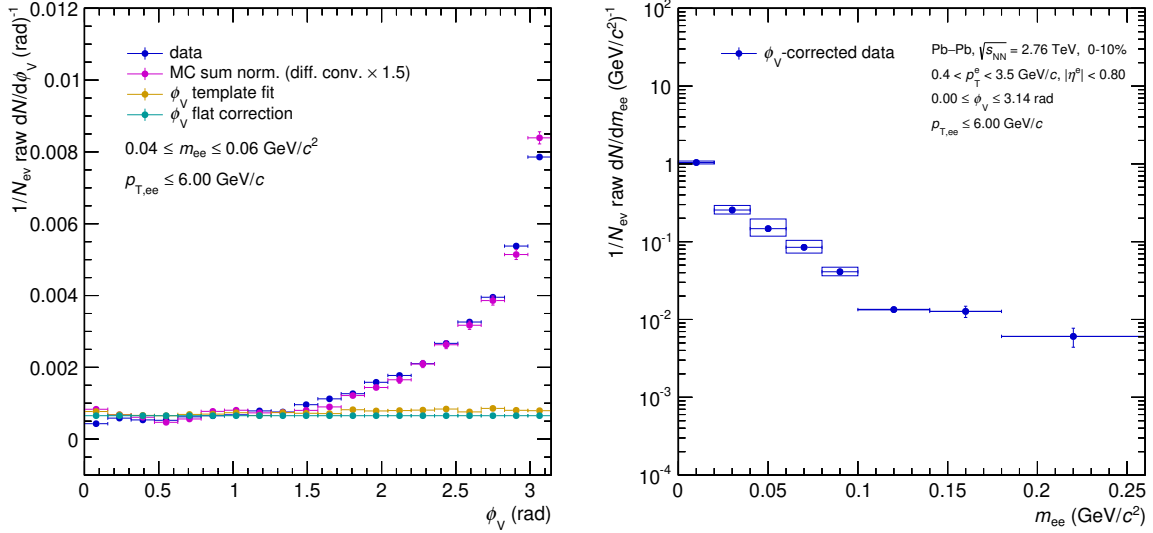 1/N_ev raw dN/dϕ_V (rad)⁻¹
0.012
0.01
0.008
0.006
0.004
0.002
0
data
MC sum norm. (diff. conv. × 1.5)
ϕ_V template fit
ϕ_V flat correction
0.04 ≤ m_ee ≤ 0.06 GeV/c²
p_T,ee ≤ 6.00 GeV/c
0 0.5 1 1.5 2 2.5 3
ϕ_V (rad)
1/N_ev raw dN/dm_ee (GeV/c²)⁻¹
10²
10
1
10⁻¹
10⁻²
10⁻³
10⁻⁴
ϕ_V-corrected data
Pb–Pb, √s_NN = 2.76 TeV, 0-10%
0.4 < p_T^e < 3.5 GeV/c, |η^e| < 0.80
0.00 ≤ ϕ_V ≤ 3.14 rad
p_T,ee ≤ 6.00 GeV/c
0 0.05 0.1 0.15 0.2 0.25
m_ee (GeV/c²)